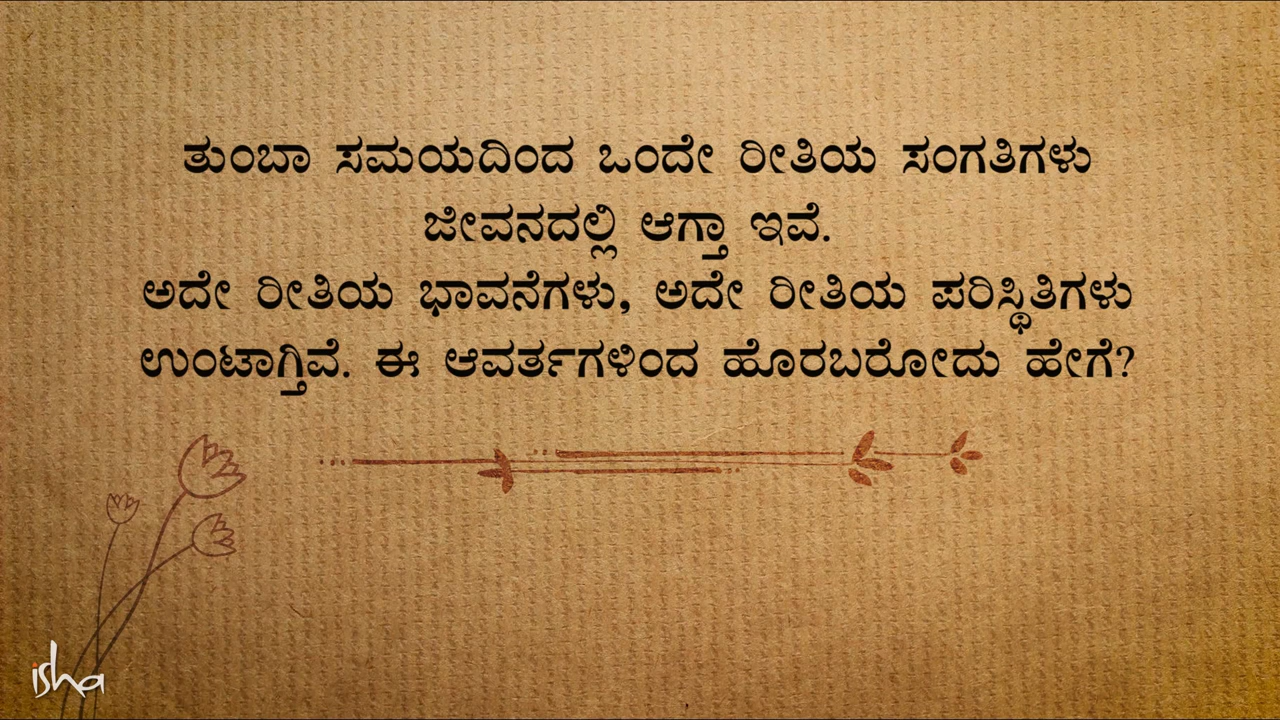 ತುಂಬಾ ಸಮಯದಿಂದ ಒಂದೇ ರೀತಿಯ ಸಂಗತಿಗಳು
ಜೀವನದಲ್ಲಿ ಆಗ್ತಾ ಇವೆ.
ಅದೇ ರೀತಿಯ ಭಾವನೆಗಳು, ಅದೇ ರೀತಿಯ ಪರಿಸ್ಥಿತಿಗಳು
ಉಂಟಾಗ್ತಿವೆ. ಈ ಆವರ್ತಗಳಿಂದ ಹೊರಬರೋದು ಹೇಗೆ?
isha